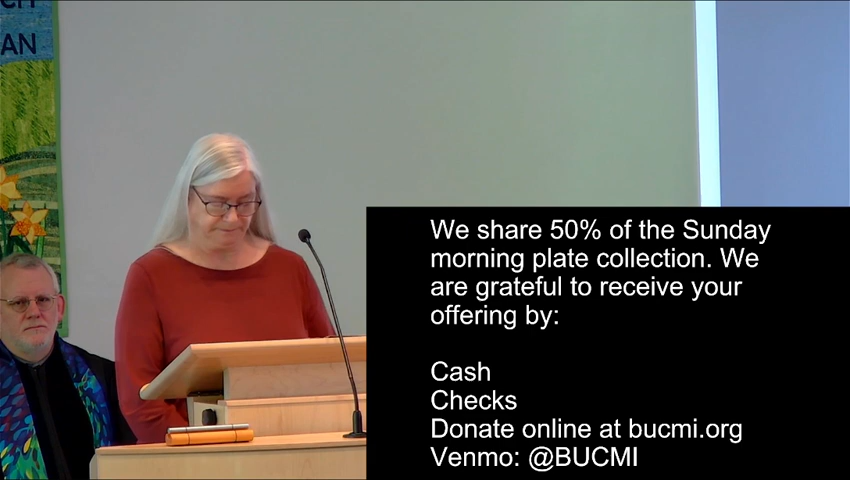 AN
We share 50% of the Sunday
morning plate collection. We
are grateful to receive your
offering by:
Cash
Checks
Donate online at bucmi.org
Venmo: @BUCMI